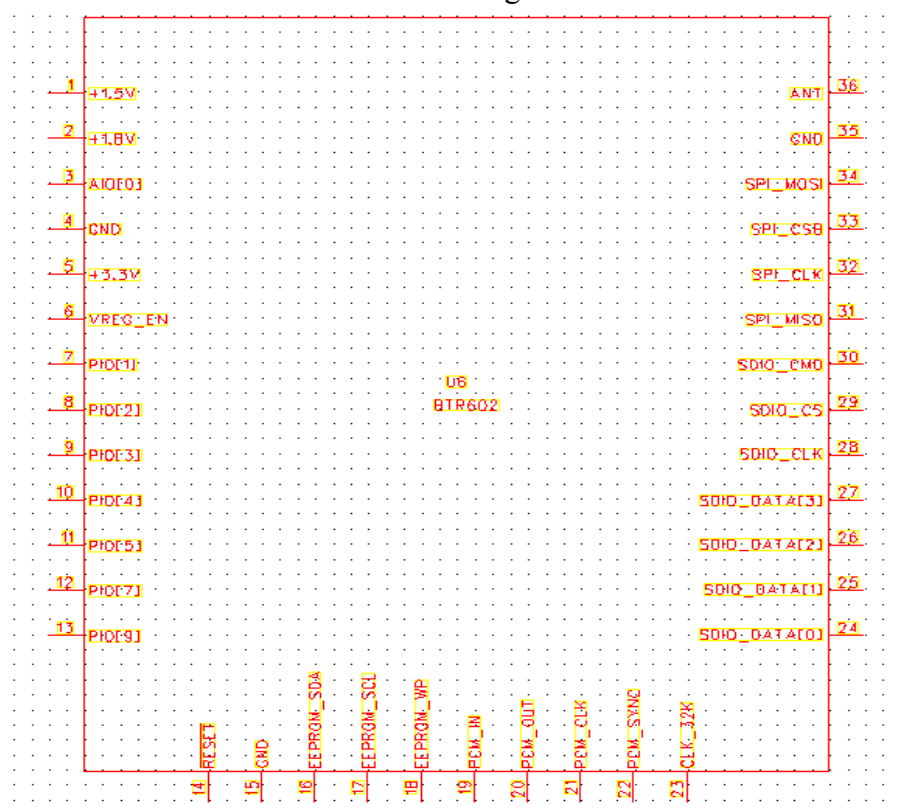 1 +1.5V
2 +1.8V
3 AIO[0]
4 GND
5 +3.3V
6 VREG_EN
7 PIO[1]
8 PIO[2]
9 PIO[3]
10 PIO[4]
11 PIO[5]
12 PIO[7]
13 PIO[9]
U6
BTR602
ANT 36
GND 35
SPI_MOSI 34
SPI_CSB 33
SPI_CLK 32
SPI_MISO 31
SDIO_CMD 30
SDIO_CS 29
SDIO_CLK 28
SDIO_DATA[3] 27
SDIO_DATA[2] 26
SDIO_DATA[1] 25
SDIO_DATA[0] 24
14 RESET
15 GND
16 EEPROM_SDA
17 EEPROM_SCL
18 EEPROM_WP
19 PCM_IN
20 PCM_OUT
21 PCM_CLK
22 PCM_SYNC
23 CLK_32K